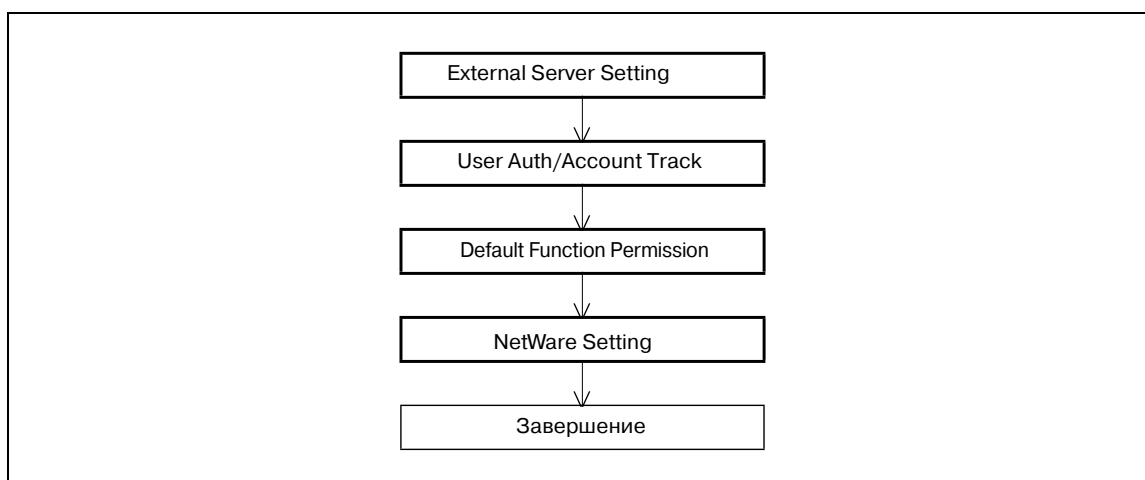 External Server Setting
User Auth/Account Track
Default Function Permission
NetWare Setting
Завершение